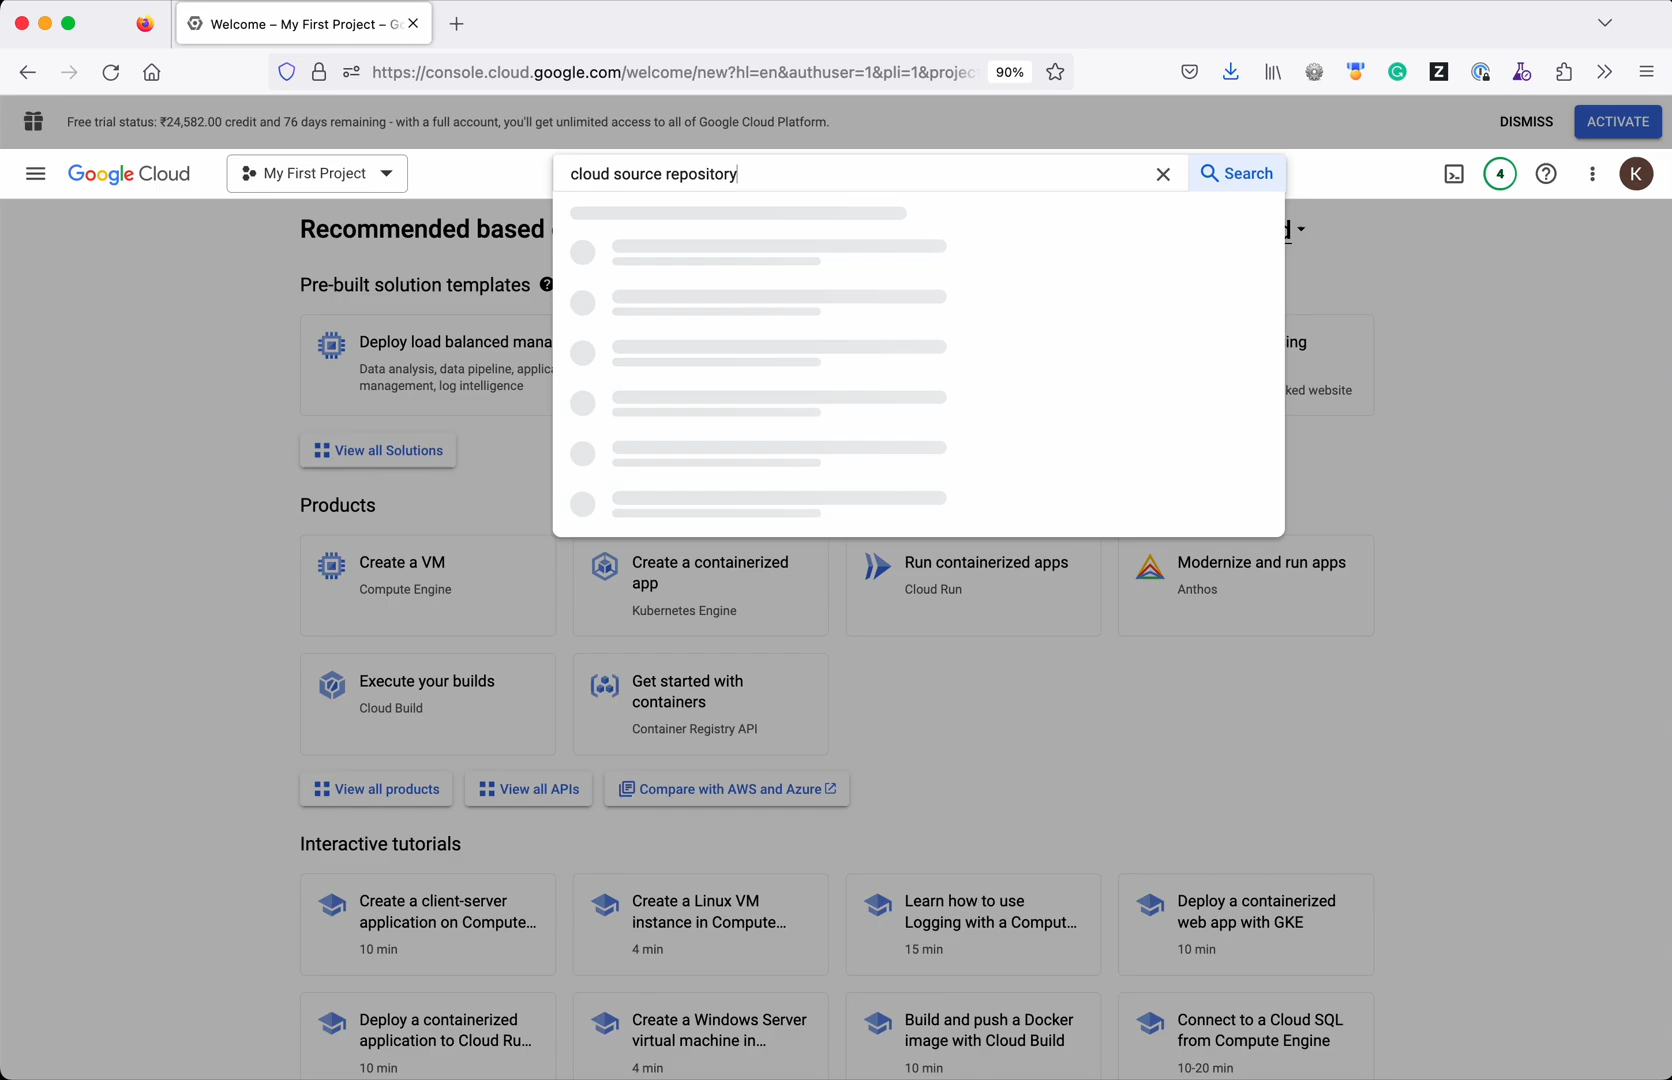 Welcome – My First Project – Go
https://console.cloud.google.com/welcome/new?hl=en&authuser=1&pli=1&projec
90%
Z
Free trial status: ₹24,582.00 credit and 76 days remaining - with a full account, you'll get unlimited access to all of Google Cloud Platform.
DISMISS
ACTIVATE
Google Cloud
My First Project
cloud source repository
Search
4
K
Recommended based
Pre-built solution templates
Deploy load balanced mana
Data analysis, data pipeline, applica
management, log intelligence
ing
ked website
View all Solutions
Products
Create a VM
Compute Engine
Create a containerized
app
Kubernetes Engine
Run containerized apps
Cloud Run
Modernize and run apps
Anthos
Execute your builds
Cloud Build
Get started with
containers
Container Registry API
View all products
View all APIs
Compare with AWS and Azure
Interactive tutorials
Create a client-server
application on Compute...
10 min
Create a Linux VM
instance in Compute...
4 min
Learn how to use
Logging with a Comput...
15 min
Deploy a containerized
web app with GKE
10 min
Deploy a containerized
application to Cloud Ru...
10 min
Create a Windows Server
virtual machine in...
4 min
Build and push a Docker
image with Cloud Build
10 min
Connect to a Cloud SQL
from Compute Engine
10-20 min